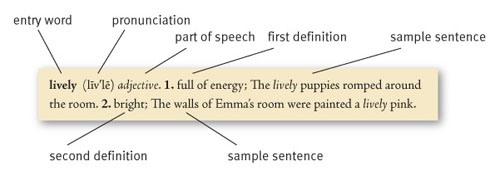 entry word pronunciation
part of speech first definition sample sentence
lively (līv′lē) adjective. 1. full of energy; The lively puppies romped around
the room. 2. bright; The walls of Emma's room were painted a lively pink.
second definition sample sentence